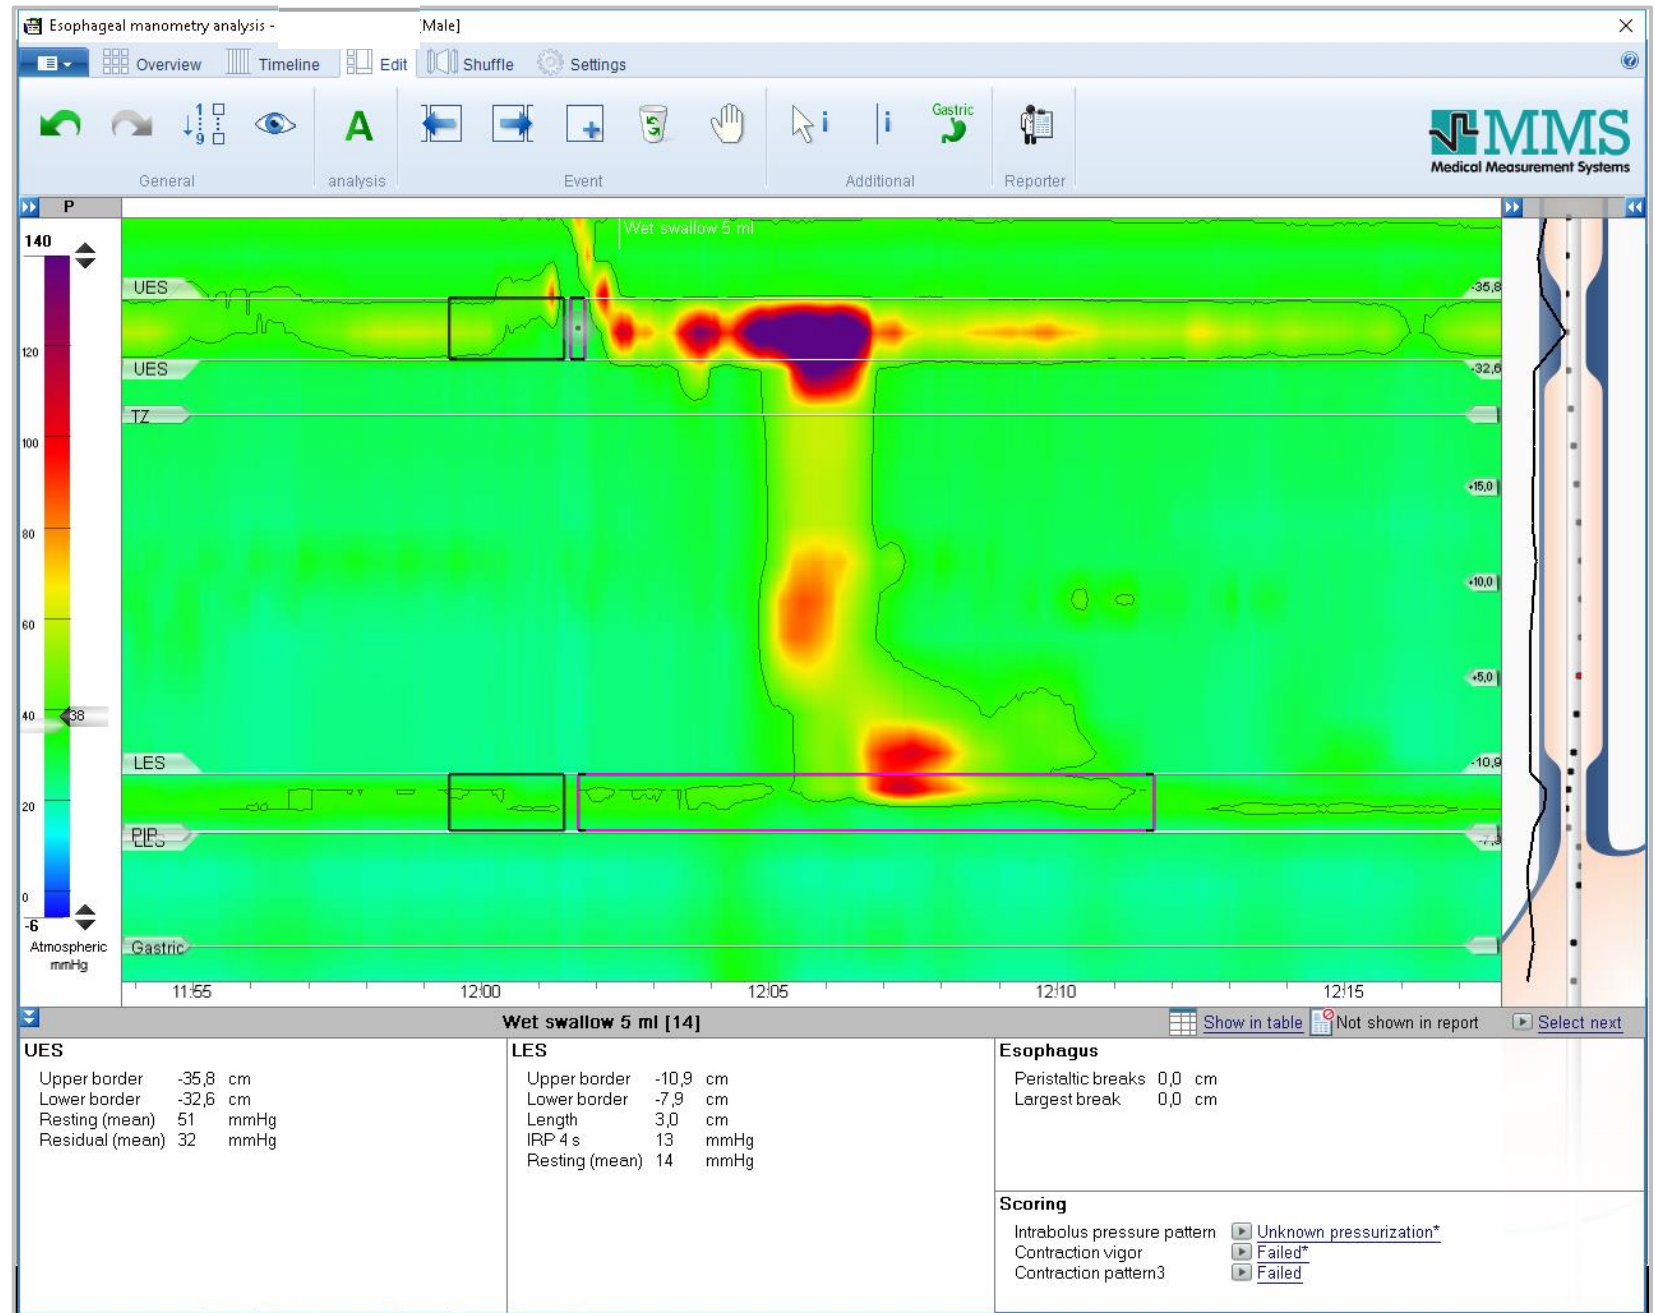 Esophageal manometry analysis - [Male]
Overview Timeline Edit Shuffle Settings
1
9
A
i
i
Gastric
General analysis Event Additional Reporter
MMS
Medical Measurement Systems
P
140
120
100
80
60
40
38
20
0
-6
Atmospheric
mmHg
Wet swallow 5 ml
UES
-35,8
UES
-32,6
TZ
+15,0
+10,0
+5,0
LES
-10,9
PIP
LES
-7,9
Gastric
11:55 12:00 12:05 12:10 12:15
Wet swallow 5 ml [14] Show in table Not shown in report Select next
UES
Upper border -35,8 cm
Lower border -32,6 cm
Resting (mean) 51 mmHg
Residual (mean) 32 mmHg
LES
Upper border -10,9 cm
Lower border -7,9 cm
Length 3,0 cm
IRP 4 s 13 mmHg
Resting (mean) 14 mmHg
Esophagus
Peristaltic breaks 0,0 cm
Largest break 0,0 cm
Scoring
Intrabolus pressure pattern Unknown pressurization*
Contraction vigor Failed*
Contraction pattern3 Failed